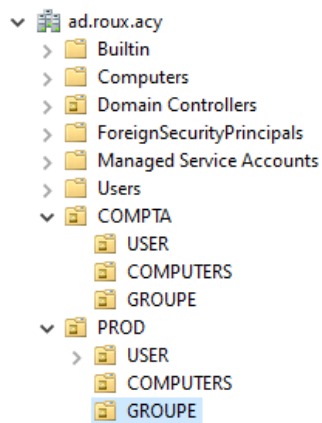 ad.roux.acy
Builtin
Computers
Domain Controllers
ForeignSecurityPrincipals
Managed Service Accounts
Users
COMPTA
USER
COMPUTERS
GROUPE
PROD
USER
COMPUTERS
GROUPE